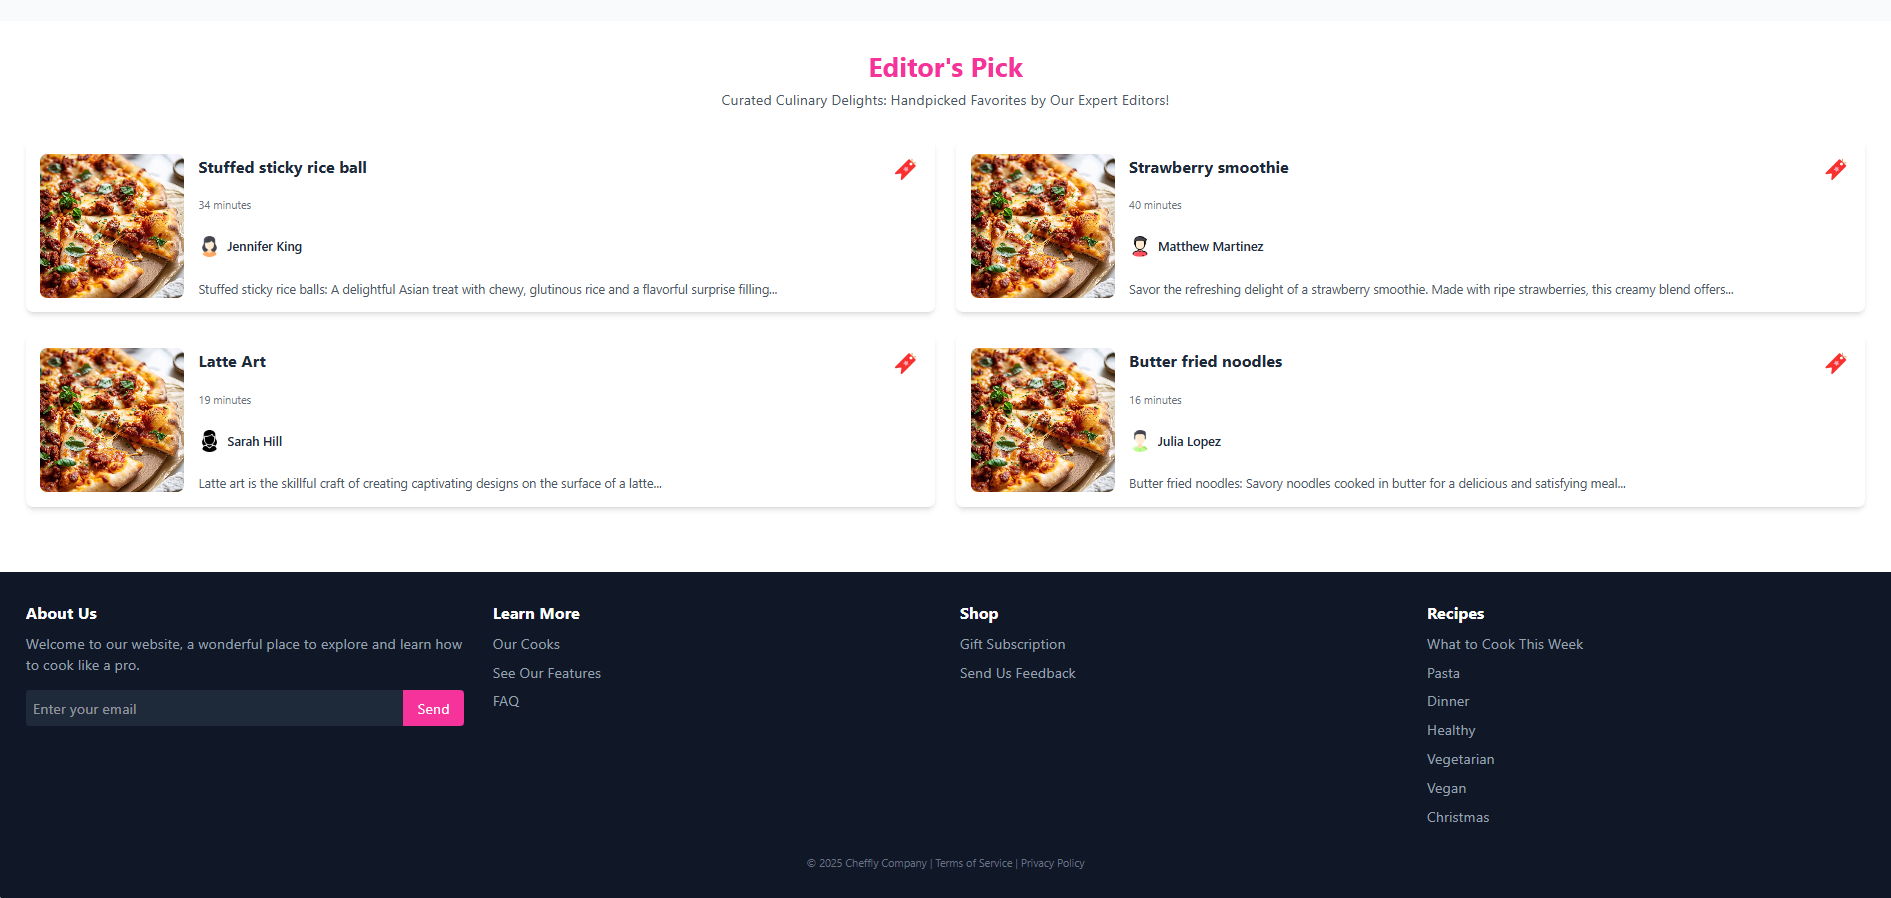 Editor's Pick
Curated Culinary Delights: Handpicked Favorites by Our Expert Editors!
Stuffed sticky rice ball
34 minutes
Jennifer King
Stuffed sticky rice balls: A delightful Asian treat with chewy, glutinous rice and a flavorful surprise filling...
Strawberry smoothie
40 minutes
Matthew Martinez
Savor the refreshing delight of a strawberry smoothie. Made with ripe strawberries, this creamy blend offers...
Latte Art
19 minutes
Sarah Hill
Latte art is the skillful craft of creating captivating designs on the surface of a latte...
Butter fried noodles
16 minutes
Julia Lopez
Butter fried noodles: Savory noodles cooked in butter for a delicious and satisfying meal...
About Us
Welcome to our website, a wonderful place to explore and learn how
to cook like a pro.
Enter your email
Send
Learn More
Our Cooks
See Our Features
FAQ
Shop
Gift Subscription
Send Us Feedback
Recipes
What to Cook This Week
Pasta
Dinner
Healthy
Vegetarian
Vegan
Christmas
© 2025 Cheffly Company | Terms of Service | Privacy Policy